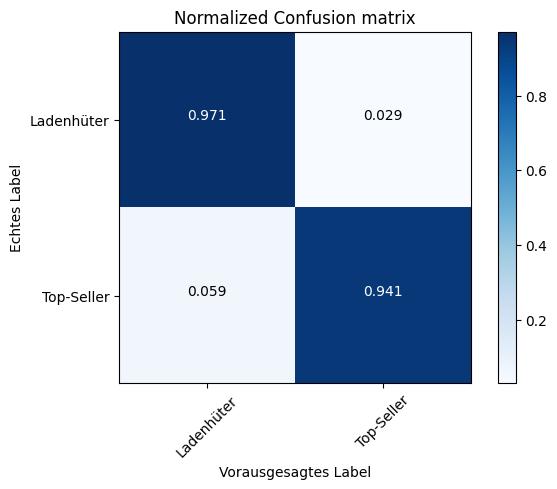 Normalized Confusion matrix
Echtes Label
Ladenhüter
0.971
0.029
Top-Seller
0.059
0.941
Ladenhüter
Top-Seller
Vorausgesagtes Label
0.8
0.6
0.4
0.2